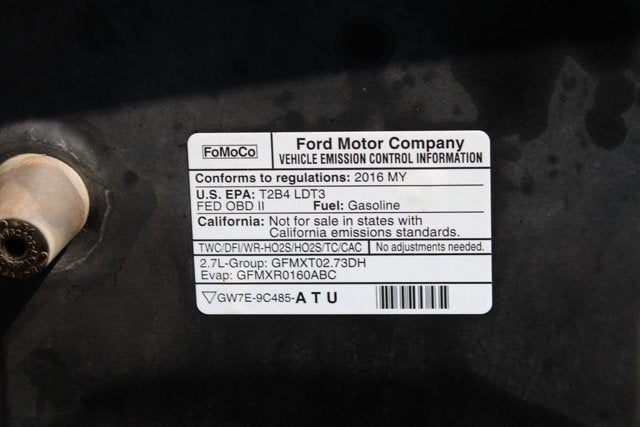 FoMoCo
Ford Motor Company
VEHICLE EMISSION CONTROL INFORMATION
Conforms to regulations: 2016 MY
U.S. EPA: T2B4 LDT3
FED OBD II Fuel: Gasoline
California: Not for sale in states with
California emissions standards.
TWC/DFI/WR-HO2S/HO2S/TC/CAC No adjustments needed.
2.7L-Group: GFMXT02.73DH
Evap: GFMXR0160ABC
GW7E-9C485-A T U